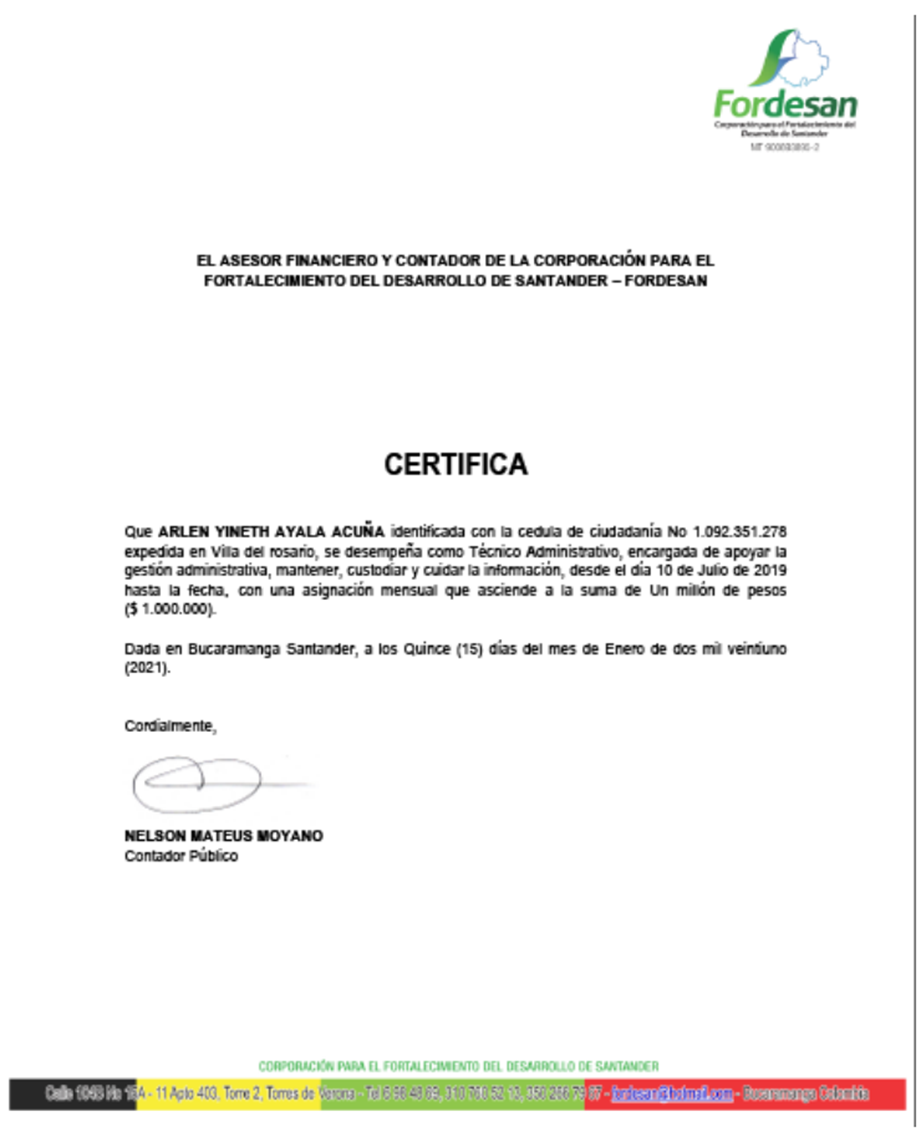 Fordesan
Corporación para el Fortalecimiento del
Desarrollo de Santander
NIT
EL ASESOR FINANCIERO Y CONTADOR DE LA CORPORACIÓN PARA EL
FORTALECIMIENTO DEL DESARROLLO DE SANTANDER – FORDESAN
CERTIFICA
Que ARLEN YINETH AYALA ACUÑA identificada con la cedula de ciudadanía No 1.092.351.278
expedida en Villa del rosario, se desempeña como Técnico Administrativo, encargada de apoyar la
gestión administrativa, mantener, custodiar y cuidar la información, desde el día 10 de Julio de 2019
hasta la fecha, con una asignación mensual que asciende a la suma de Un millón de pesos
($ 1.000.000).
Dada en Bucaramanga Santander, a los Quince (15) días del mes de Enero de dos mil veintiuno
(2021).
Cordialmente,
NELSON MATEUS MOYANO
Contador Público
CORPORACIÓN PARA EL FORTALECIMIENTO DEL DESARROLLO DE SANTANDER
Calle No - 11 Apto 403, Torre 2, Torres de Verona - Tel 6 96 48 69, 310 760 52 13, - fordesan@hotmail.com - Bucaramanga Colombia